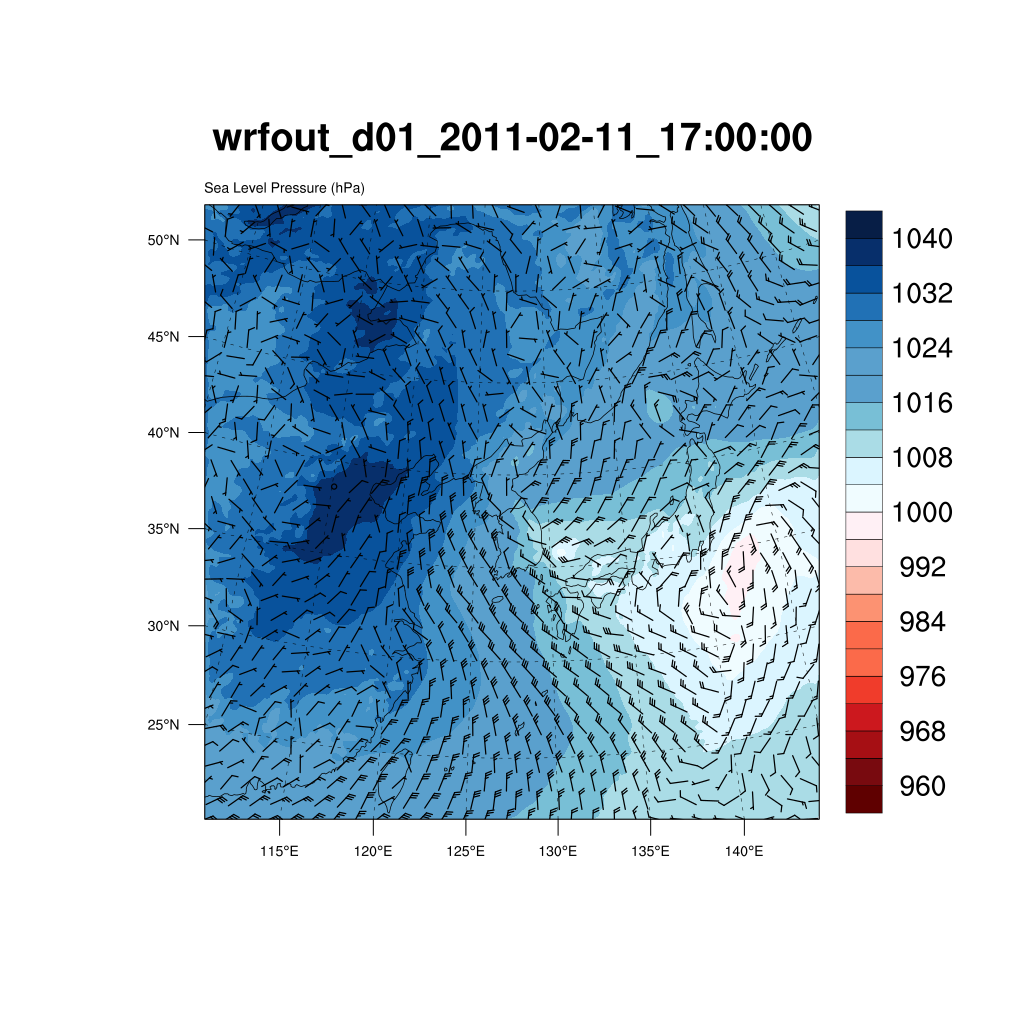 wrfout_d01_2011-02-11_17:00:00
Sea Level Pressure (hPa)
50°N
45°N
40°N
35°N
30°N
25°N
115°E
120°E
125°E
130°E
135°E
140°E
1040
1032
1024
1016
1008
1000
992
984
976
968
960